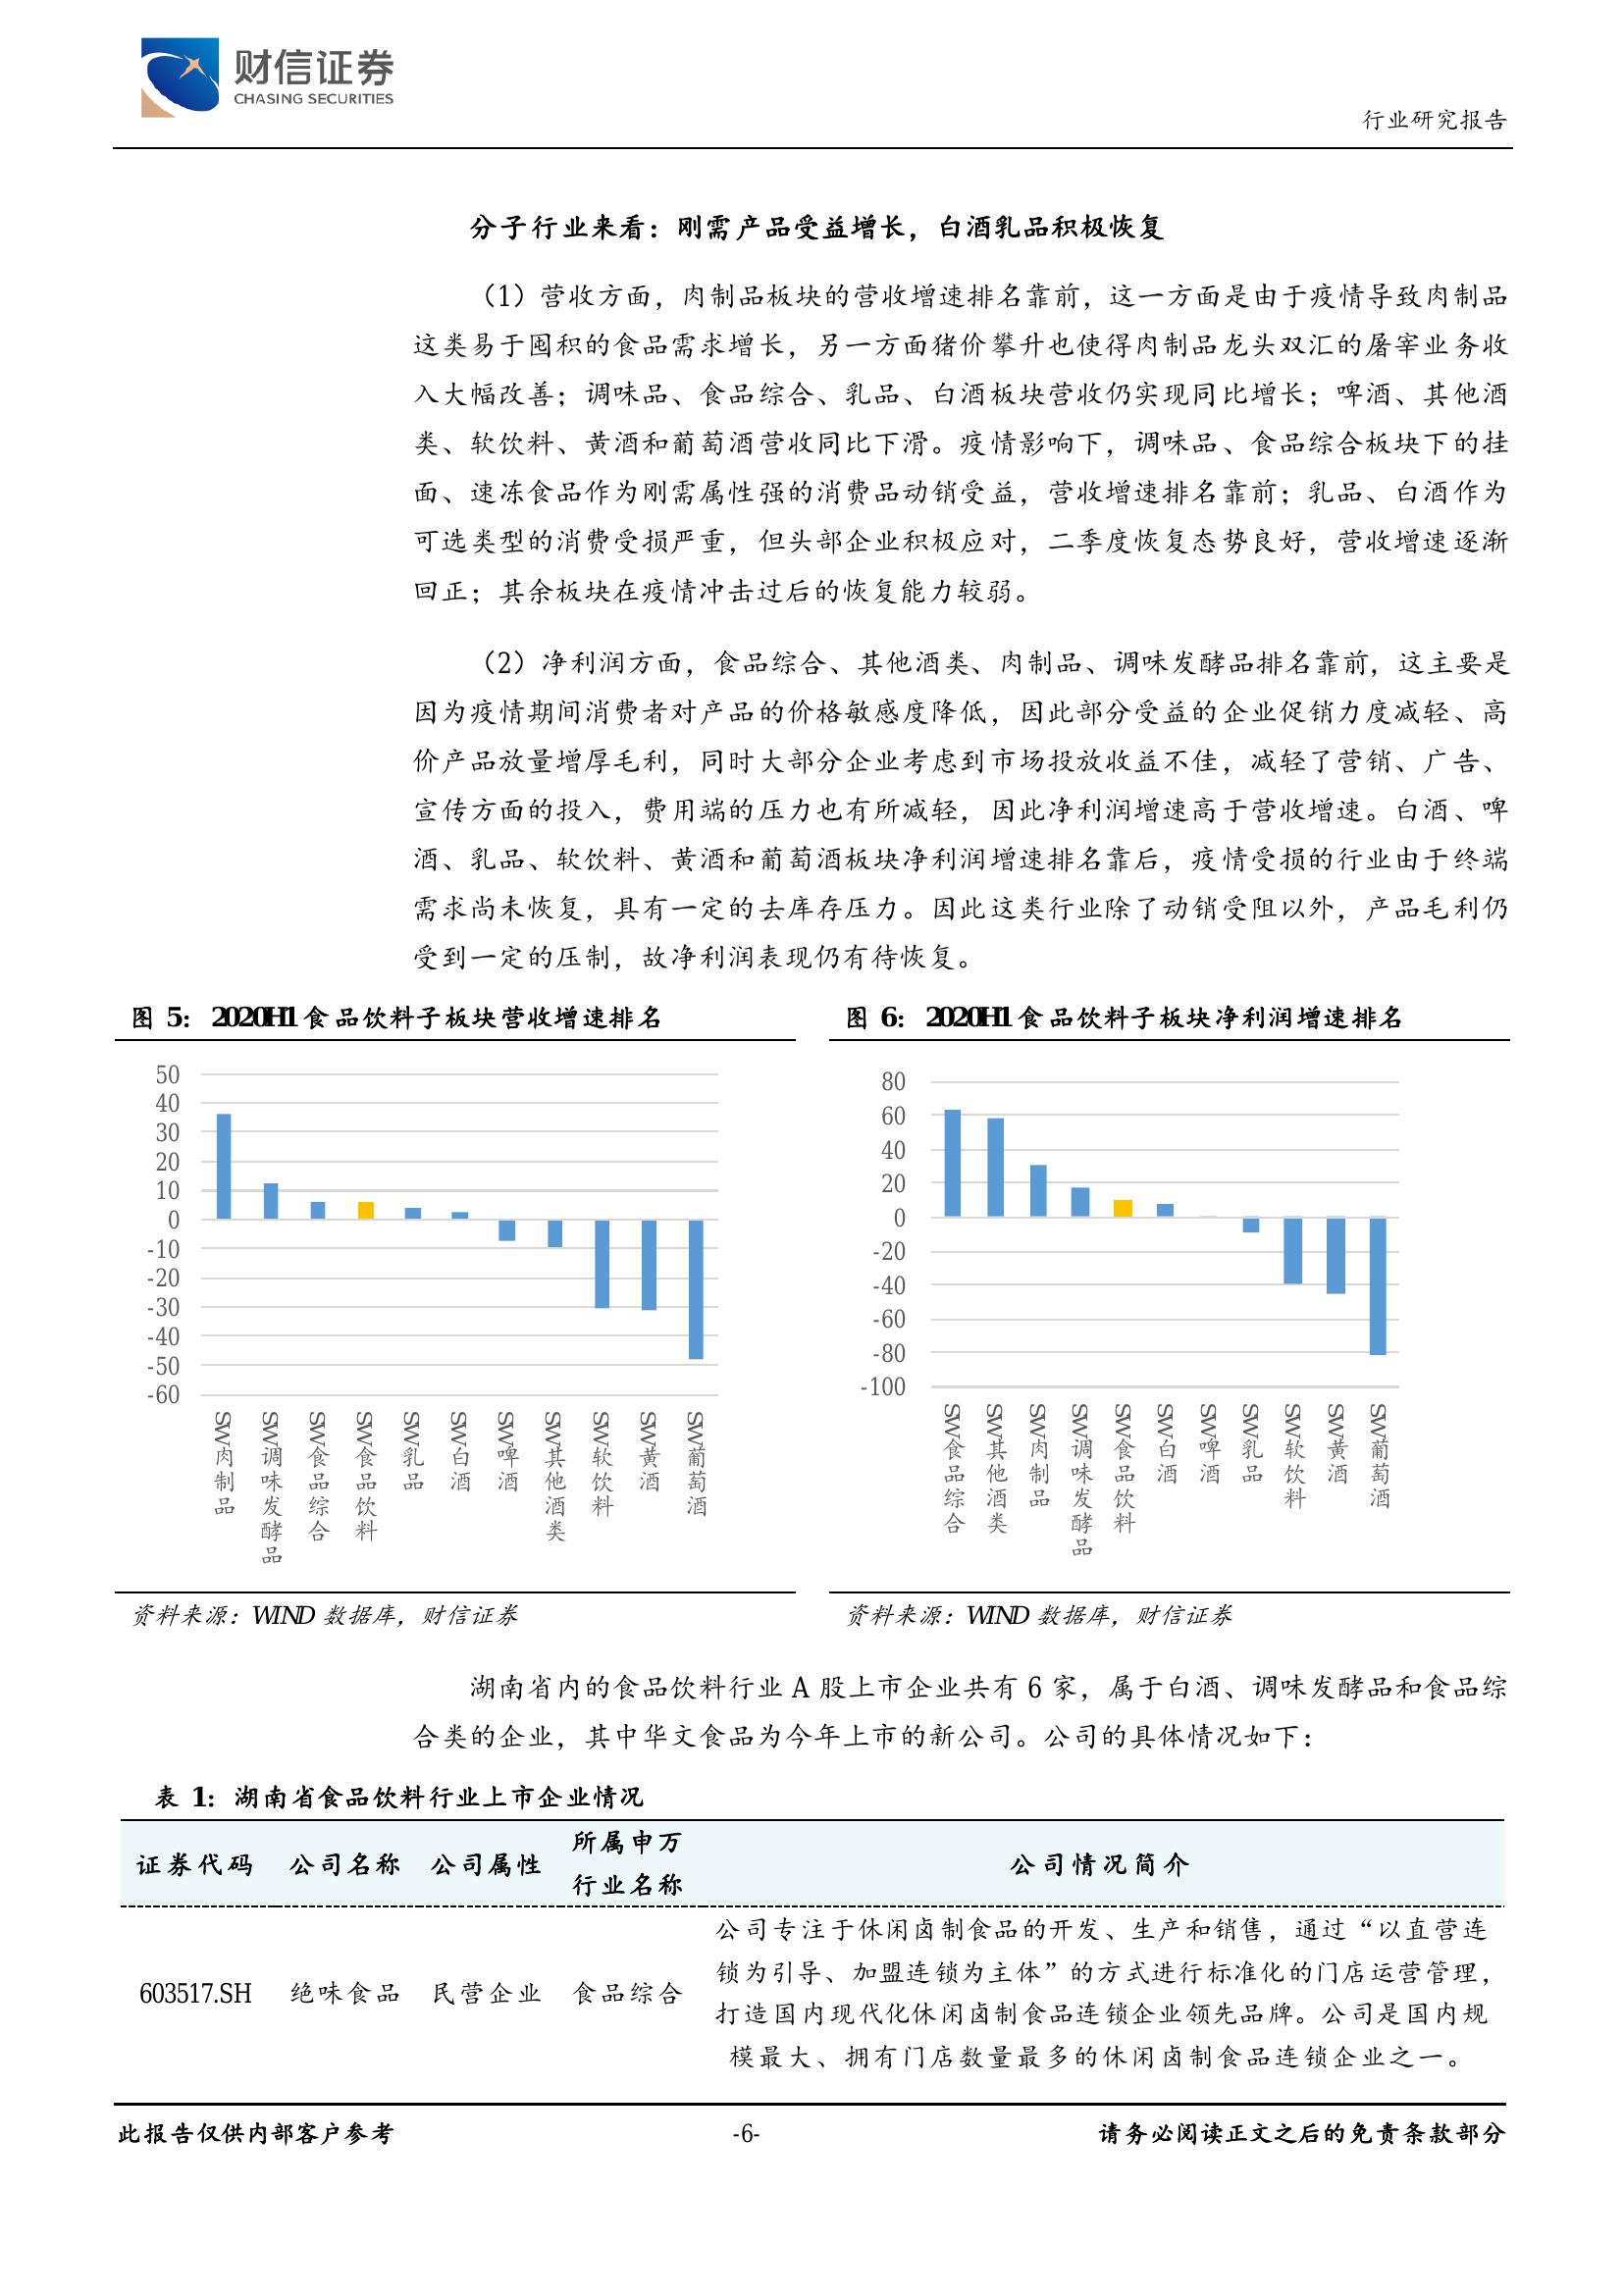 财信证券
CHASING SECURITIES
行业研究报告
分子行业来看：刚需产品受益增长，白酒乳品积极恢复
（1）营收方面，肉制品板块的营收增速排名靠前，这一方面是由于疫情导致肉制品
这类易于囤积的食品需求增长，另一方面猪价攀升也使得肉制品龙头双汇的屠宰业务收
入大幅改善；调味品、食品综合、乳品、白酒板块营收仍实现同比增长；啤酒、其他酒
类、软饮料、黄酒和葡萄酒营收同比下滑。疫情影响下，调味品、食品综合板块下的挂
面、速冻食品作为刚需属性强的消费品动销受益，营收增速排名靠前；乳品、白酒作为
可选类型的消费受损严重，但头部企业积极应对，二季度恢复态势良好，营收增速逐渐
回正；其余板块在疫情冲击过后的恢复能力较弱。
（2）净利润方面，食品综合、其他酒类、肉制品、调味发酵品排名靠前，这主要是
因为疫情期间消费者对产品的价格敏感度降低，因此部分受益的企业促销力度减轻、高
价产品放量增厚毛利，同时大部分企业考虑到市场投放收益不佳，减轻了营销、广告、
宣传方面的投入，费用端的压力也有所减轻，因此净利润增速高于营收增速。白酒、啤
酒、乳品、软饮料、黄酒和葡萄酒板块净利润增速排名靠后，疫情受损的行业由于终端
需求尚未恢复，具有一定的去库存压力。因此这类行业除了动销受阻以外，产品毛利仍
受到一定的压制，故净利润表现仍有待恢复。
图 5：2020H1 食品饮料子板块营收增速排名
50
40
30
20
10
0
-10
-20
-30
-40
-50
-60
SW肉制品
SW调味发酵品
SW食品综合
SW食品饮料
SW乳品
SW白酒
SW啤酒
SW其他酒类
SW软饮料
SW黄酒
SW葡萄酒
资料来源：WIND 数据库，财信证券
图 6：2020H1 食品饮料子板块净利润增速排名
80
60
40
20
0
-20
-40
-60
-80
-100
SW食品综合
SW其他酒类
SW肉制品
SW调味发酵品
SW食品饮料
SW白酒
SW啤酒
SW乳品
SW软饮料
SW黄酒
SW葡萄酒
资料来源：WIND 数据库，财信证券
湖南省内的食品饮料行业 A 股上市企业共有 6 家，属于白酒、调味发酵品和食品综
合类的企业，其中华文食品为今年上市的新公司。公司的具体情况如下：
表 1：湖南省食品饮料行业上市企业情况
证券代码 公司名称 公司属性 所属申万行业名称 公司情况简介
603517.SH 绝味食品 民营企业 食品综合
公司专注于休闲卤制食品的开发、生产和销售，通过“以直营连
锁为引导、加盟连锁为主体”的方式进行标准化的门店运营管理，
打造国内现代化休闲卤制食品连锁企业领先品牌。公司是国内规
模最大、拥有门店数量最多的休闲卤制食品连锁企业之一。
此报告仅供内部客户参考
-6-
请务必阅读正文之后的免责条款部分